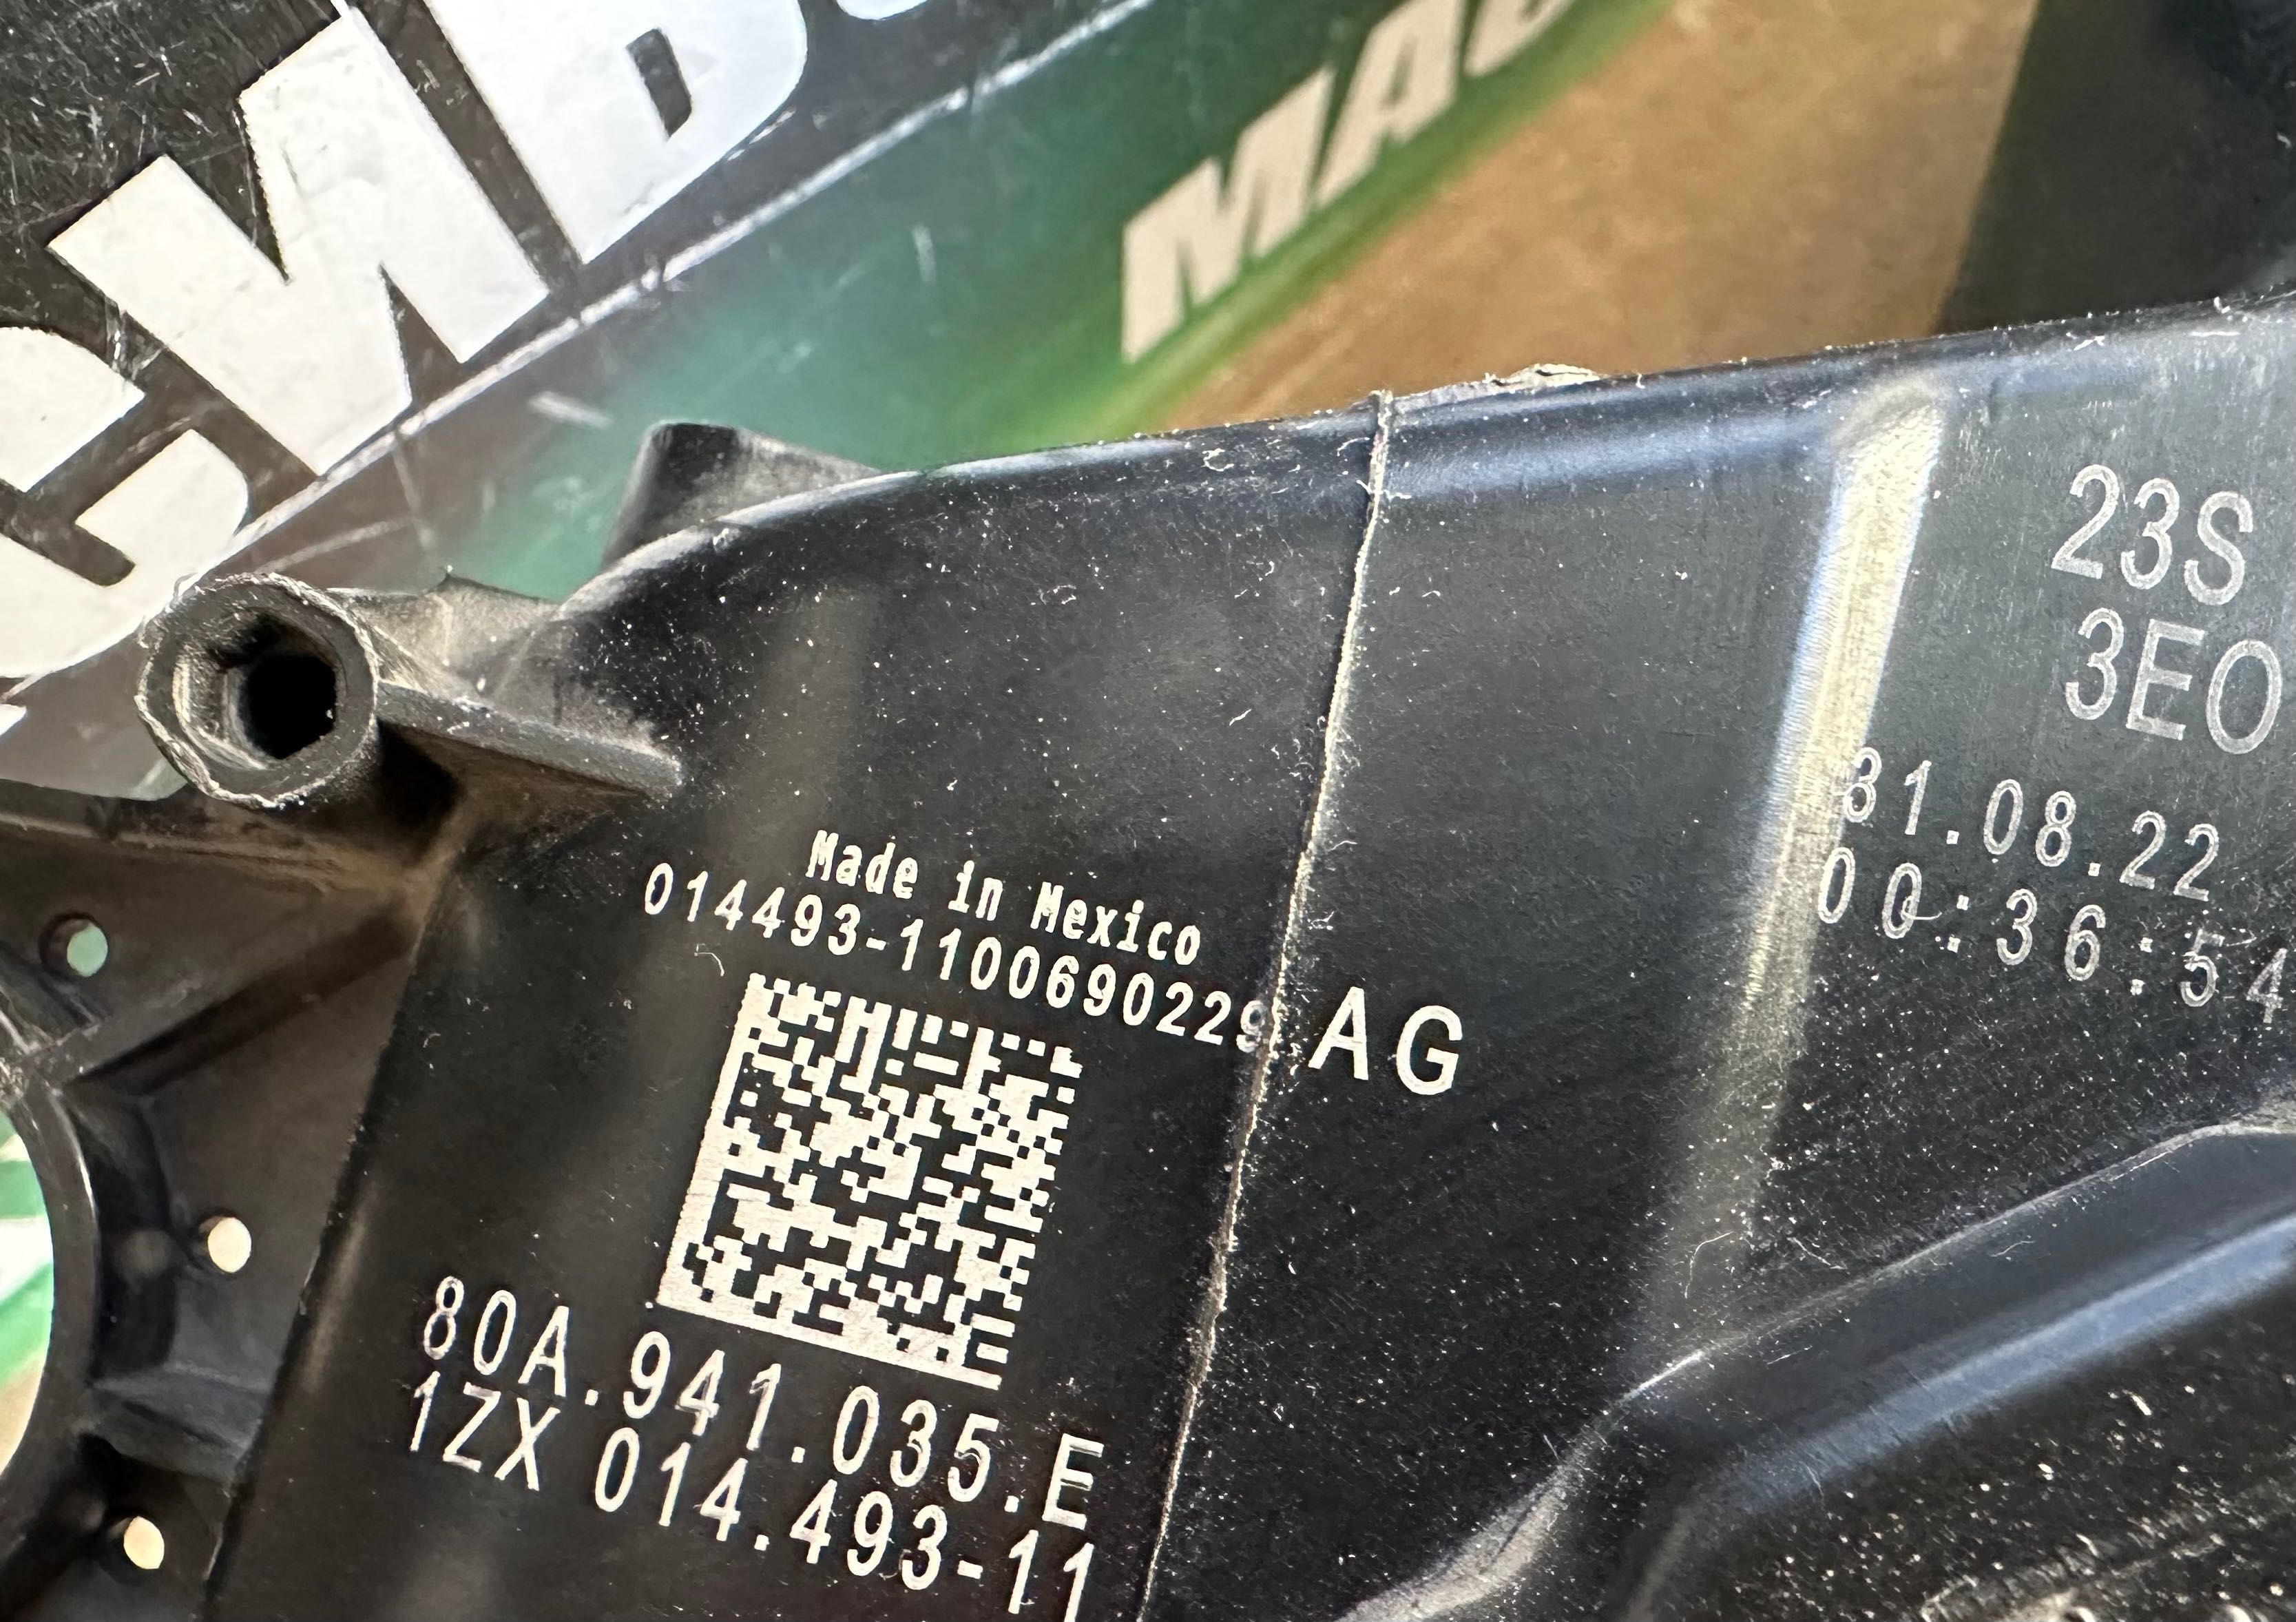 23S
3EO
31.08.22
00:36:54
Made in Mexico
014493-1100690229
AG
80A.941.035.E
1ZX 014.493-11